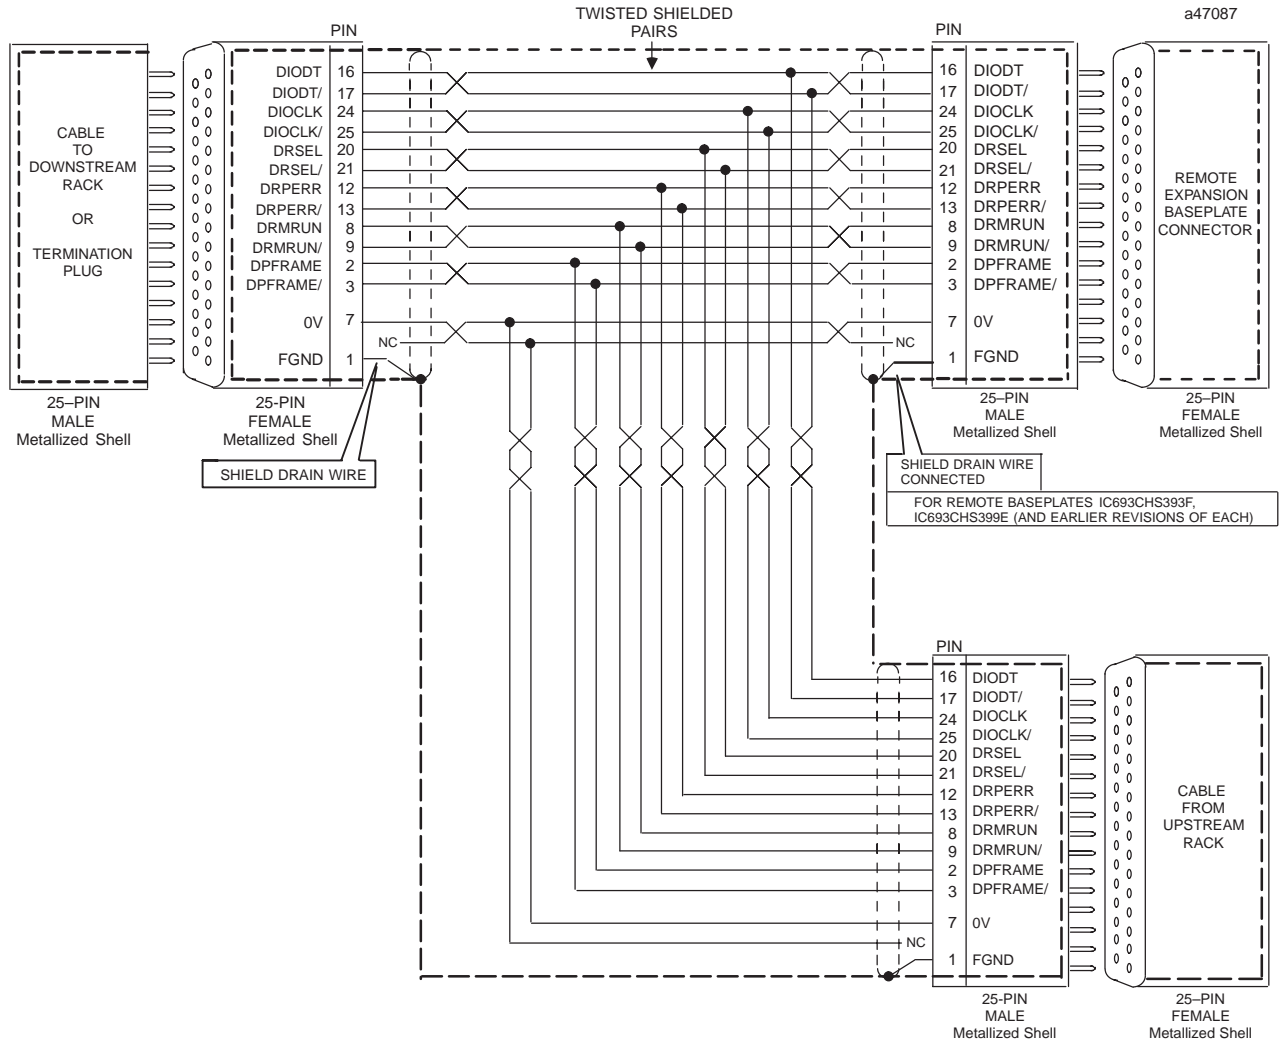 TWISTED SHIELDED
PAIRS
a47087
PIN
16 DIODT
17 DIODT/
24 DIOCLK
25 DIOCLK/
20 DRSEL
21 DRSEL/
12 DRPERR
13 DRPERR/
8 DRMRUN
9 DRMRUN/
2 DPFRAME
3 DPFRAME/
7 0V
NC
1 FGND
CABLE
TO
DOWNSTREAM
RACK
OR
TERMINATION
PLUG
25–PIN
MALE
Metallized Shell
PIN
DIODT 16
DIODT/ 17
DIOCLK 24
DIOCLK/ 25
DRSEL 20
DRSEL/ 21
DRPERR 12
DRPERR/ 13
DRMRUN 8
DRMRUN/ 9
DPFRAME 2
DPFRAME/ 3
0V 7
NC
FGND 1
25-PIN
FEMALE
Metallized Shell
SHIELD DRAIN WIRE
25–PIN
MALE
Metallized Shell
REMOTE
EXPANSION
BASEPLATE
CONNECTOR
25–PIN
FEMALE
Metallized Shell
SHIELD DRAIN WIRE
CONNECTED
FOR REMOTE BASEPLATES IC693CHS393F,
IC693CHS399E (AND EARLIER REVISIONS OF EACH)
PIN
16 DIODT
17 DIODT/
24 DIOCLK
25 DIOCLK/
20 DRSEL
21 DRSEL/
12 DRPERR
13 DRPERR/
8 DRMRUN
9 DRMRUN/
2 DPFRAME
3 DPFRAME/
7 0V
NC
1 FGND
25-PIN
MALE
Metallized Shell
CABLE
FROM
UPSTREAM
RACK
25–PIN
FEMALE
Metallized Shell